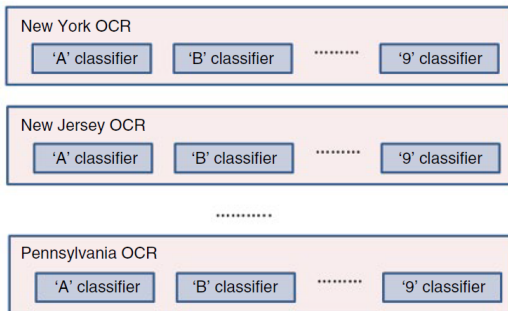 New York OCR
‘A’ classifier ‘B’ classifier ......... ‘9’ classifier
New Jersey OCR
‘A’ classifier ‘B’ classifier ......... ‘9’ classifier
...........
Pennsylvania OCR
‘A’ classifier ‘B’ classifier ......... ‘9’ classifier